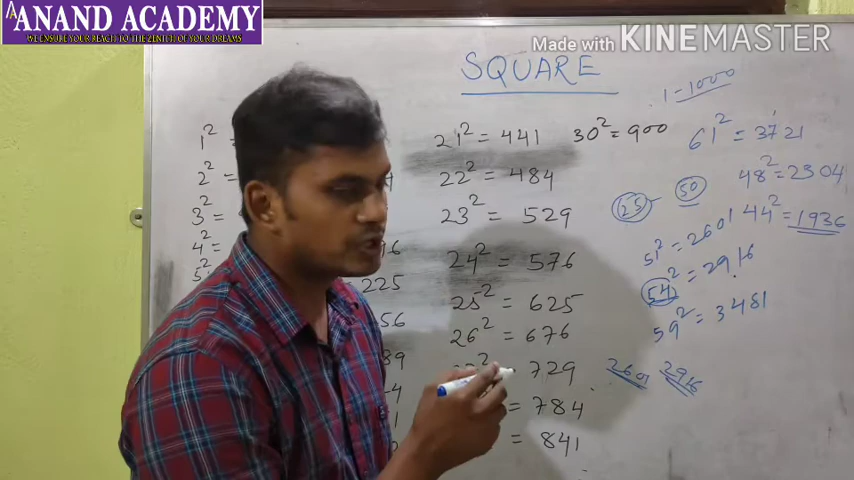 ANAND ACADEMY
"WE ENSURE YOUR REACH TO THE ZENITH OF YOUR DREAMS"
Made with KINEMASTER
SQUARE
1-1000
1²
2² =
3² =
4² =
5²
225
56
89
21² = 441
22² = 484
23² = 529
24² = 576
25² = 625
26² = 676
² = 729
= 784
= 841
30² = 900
25 - 50
61² = 3721
48² = 2304
44² = 1936
51² = 2601
54² = 2916
59² = 3481
2601 2916